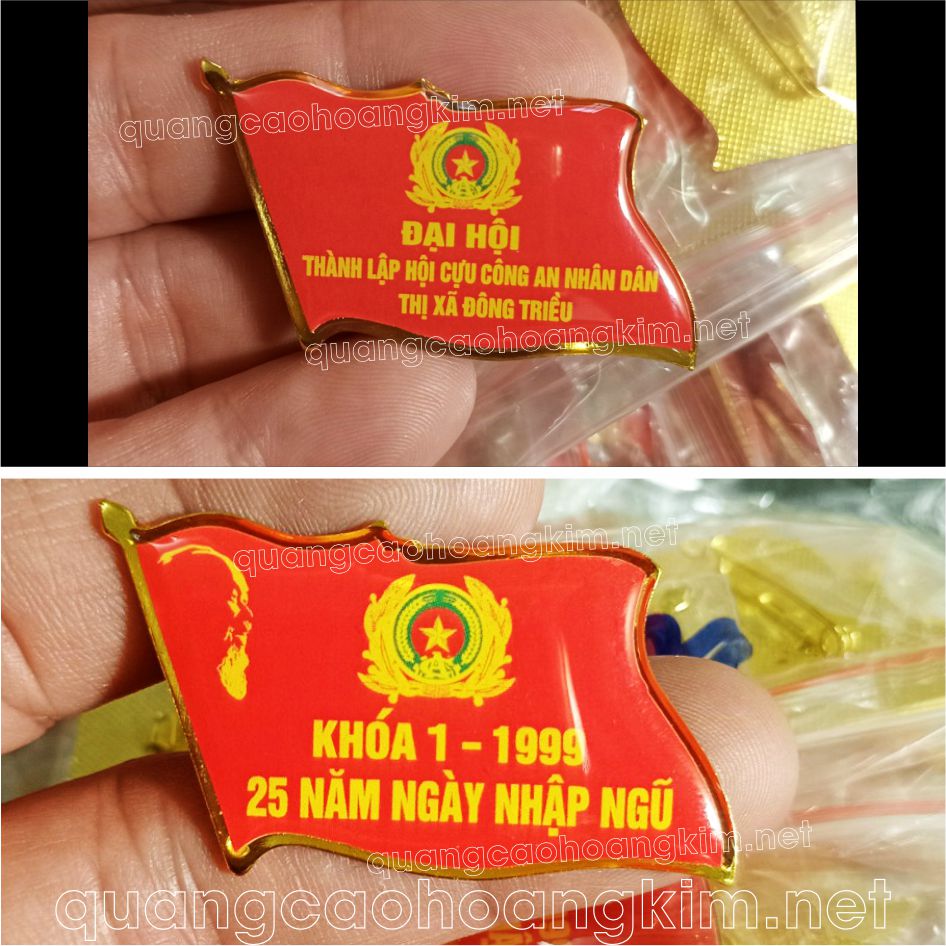 quangcaohoangkim.net
ĐẠI HỘI
THÀNH LẬP HỘI CỰU CÔNG AN NHÂN DÂN
THỊ XÃ ĐÔNG TRIỀU
quangcaohoangkim.net
quangcaohoangkim.net
KHÓA 1 - 1999
25 NĂM NGÀY NHẬP NGŨ
quangcaohoangkim.net
quangcaohoangkim.net